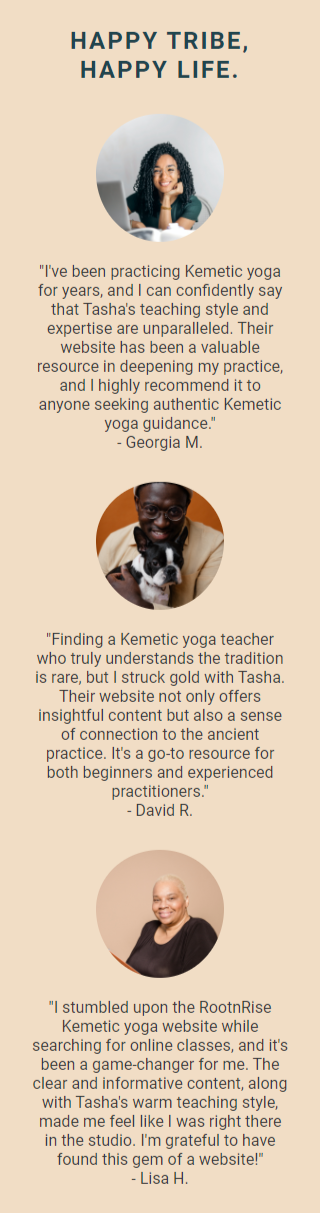 HAPPY TRIBE,
HAPPY LIFE.
"I've been practicing Kemetic yoga
for years, and I can confidently say
that Tasha's teaching style and
expertise are unparalleled. Their
website has been a valuable
resource in deepening my practice,
and I highly recommend it to
anyone seeking authentic Kemetic
yoga guidance."
- Georgia M.
"Finding a Kemetic yoga teacher
who truly understands the tradition
is rare, but I struck gold with Tasha.
Their website not only offers
insightful content but also a sense
of connection to the ancient
practice. It's a go-to resource for
both beginners and experienced
practitioners."
- David R.
"I stumbled upon the RootnRise
Kemetic yoga website while
searching for online classes, and it's
been a game-changer for me. The
clear and informative content, along
with Tasha's warm teaching style,
made me feel like I was right there
in the studio. I'm grateful to have
found this gem of a website!"
- Lisa H.